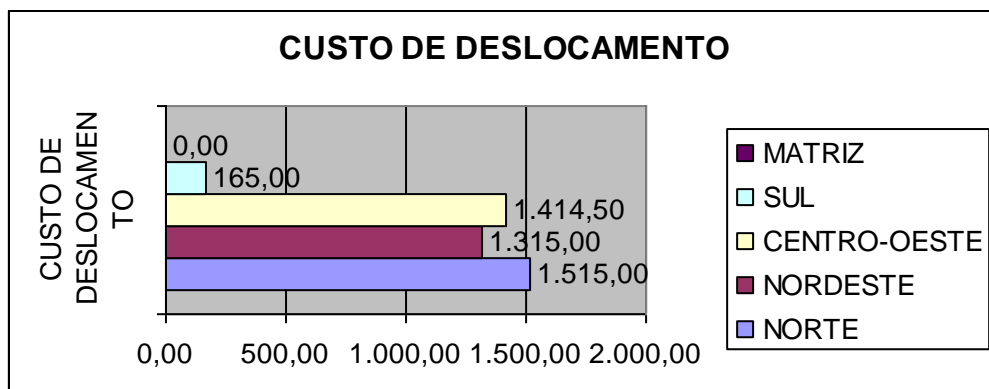 CUSTO DE DESLOCAMENTO
CUSTO DE
DESLOCAMEN
TO
0,00
165,00
1.414,50
1.315,00
1.515,00
0,00 500,00 1.000,00 1.500,00 2.000,00
MATRIZ
SUL
CENTRO-OESTE
NORDESTE
NORTE